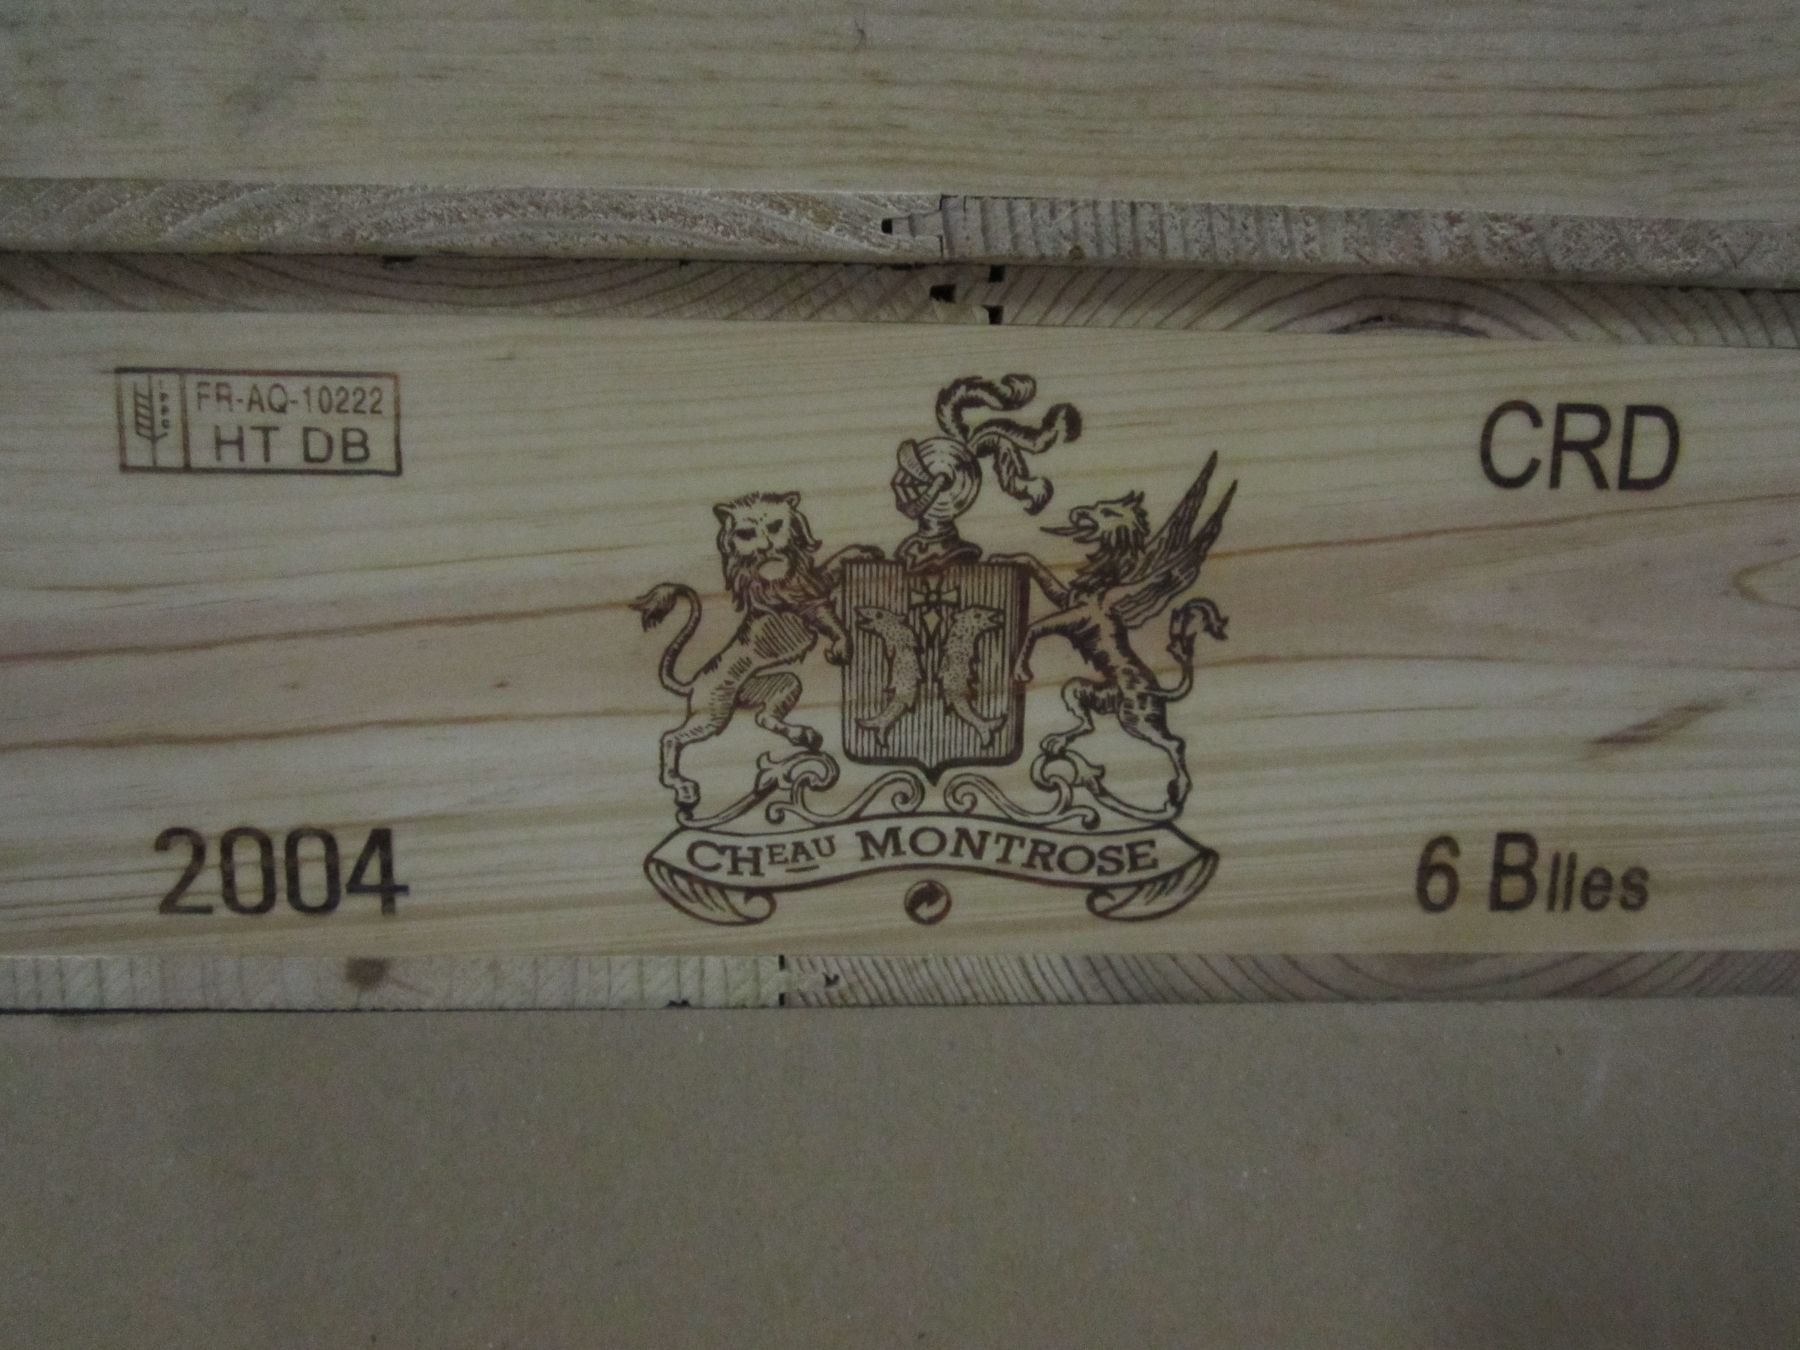 FR-AQ-10222
HT DB
CRD
2004
CHEAU MONTROSE
6 Blles